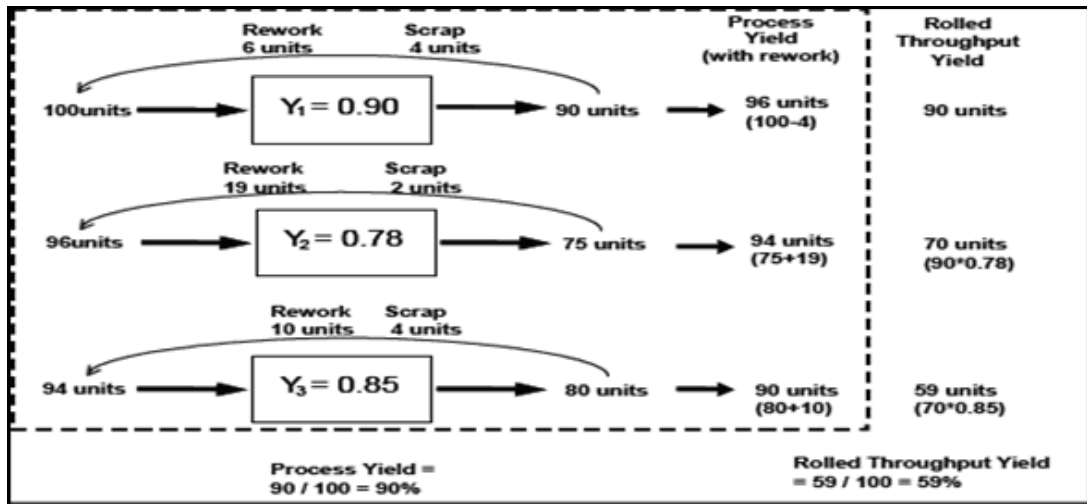 Process
Yield
(with rework)
Rolled
Throughput
Yield
Rework
6 units
Scrap
4 units
100units
Y1 = 0.90
90 units
96 units
(100-4)
90 units
Rework
19 units
Scrap
2 units
96units
Y2 = 0.78
75 units
94 units
(75+19)
70 units
(90*0.78)
Rework
10 units
Scrap
4 units
94 units
Y3 = 0.85
80 units
90 units
(80+10)
59 units
(70*0.85)
Process Yield =
90 / 100 = 90%
Rolled Throughput Yield
= 59 / 100 = 59%